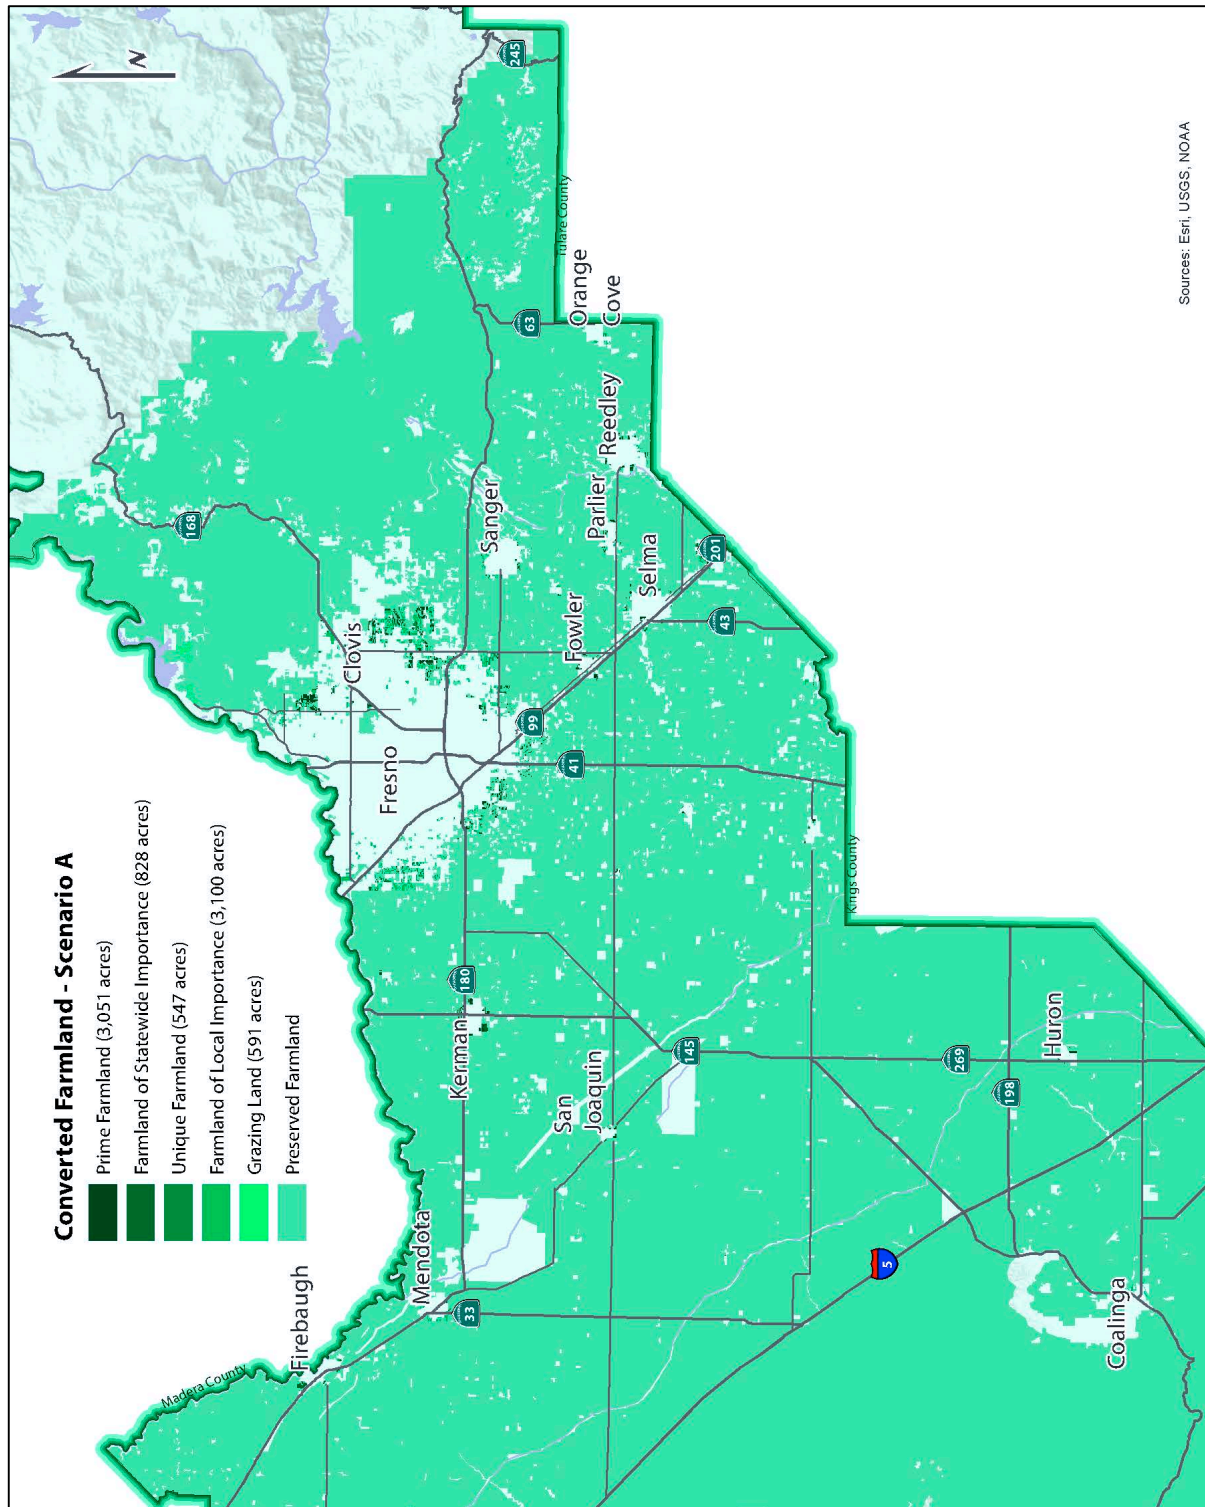 Converted Farmland - Scenario A
Prime Farmland (3,051 acres)
Farmland of Statewide Importance (828 acres)
Unique Farmland (547 acres)
Farmland of Local Importance (3,100 acres)
Grazing Land (591 acres)
Preserved Farmland
N
245
168
Madera County
Firebaugh
Clovis
Fresno
Tulare County
63
Orange
Cove
Sanger
Mendota
33
Kerman
180
99
41
Fowler
Parlier
Reedley
Selma
201
43
San
Joaquin
145
Kings County
5
269
198
Huron
Coalinga
Sources: Esri, USGS, NOAA